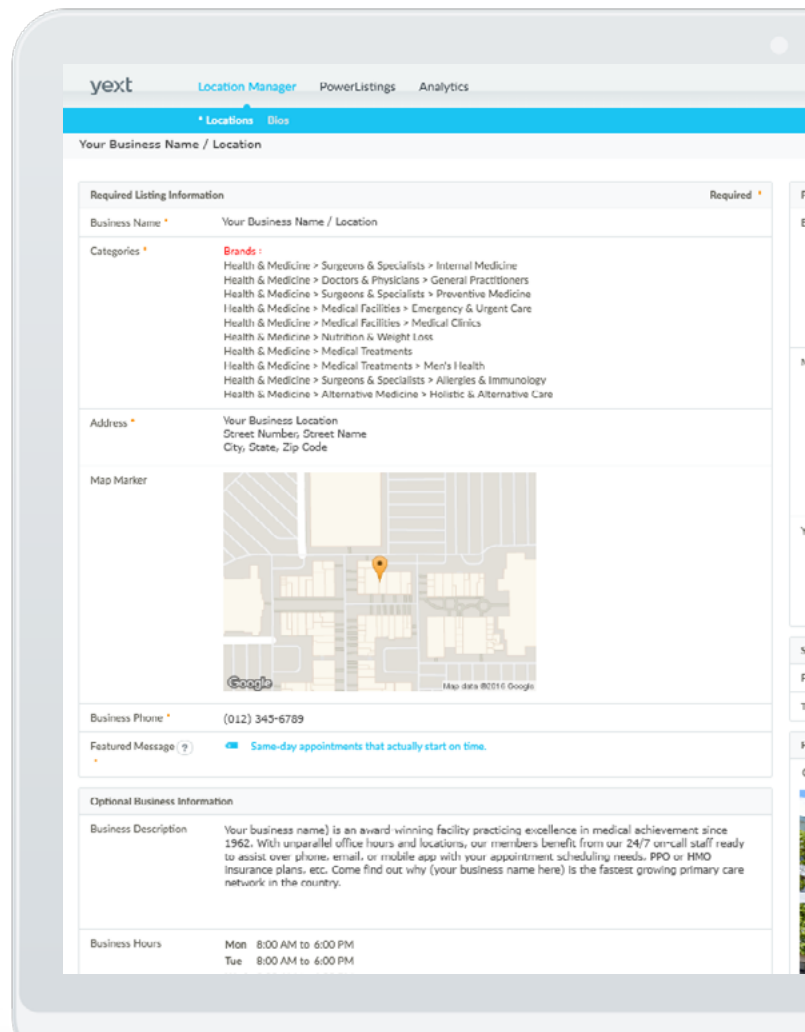 yext
Location Manager PowerListings Analytics
* Locations Bios
Your Business Name / Location
Required Listing Information Required *
Business Name * Your Business Name / Location
Categories * Brands :
Health & Medicine > Surgeons & Specialists > Internal Medicine
Health & Medicine > Doctors & Physicians > General Practitioners
Health & Medicine > Surgeons & Specialists > Preventive Medicine
Health & Medicine > Medical Facilities > Emergency & Urgent Care
Health & Medicine > Medical Facilities > Medical Clinics
Health & Medicine > Nutrition & Weight Loss
Health & Medicine > Medical Treatments
Health & Medicine > Medical Treatments > Men's Health
Health & Medicine > Surgeons & Specialists > Allergies & Immunology
Health & Medicine > Alternative Medicine > Holistic & Alternative Care
Address * Your Business Location
Street Number, Street Name
City, State, Zip Code
Map Marker
Google Map data ©2016 Google
Business Phone * (012) 345-6789
Featured Message ? Same-day appointments that actually start on time.
*
Optional Business Information
Business Description Your business name) is an award-winning facility practicing excellence in medical achievement since
1962. With unparallel office hours and locations, our members benefit from our 24/7 on-call staff ready
to assist over phone, email, or mobile app with your appointment scheduling needs, PPO or HMO
insurance plans, etc. Come find out why (your business name here) is the fastest growing primary care
network in the country.
Business Hours Mon 8:00 AM to 6:00 PM
Tue 8:00 AM to 6:00 PM